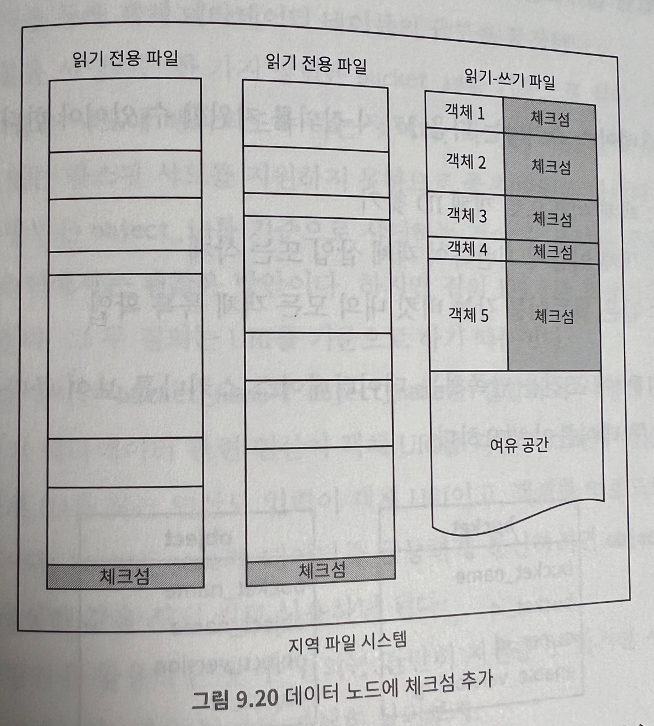 읽기 전용 파일
읽기 전용 파일
읽기-쓰기 파일
객체 1 체크섬
객체 2 체크섬
객체 3
객체 4 체크섬
객체 5 체크섬
여유 공간
체크섬
체크섬
지역 파일 시스템
그림 9.20 데이터 노드에 체크섬 추가